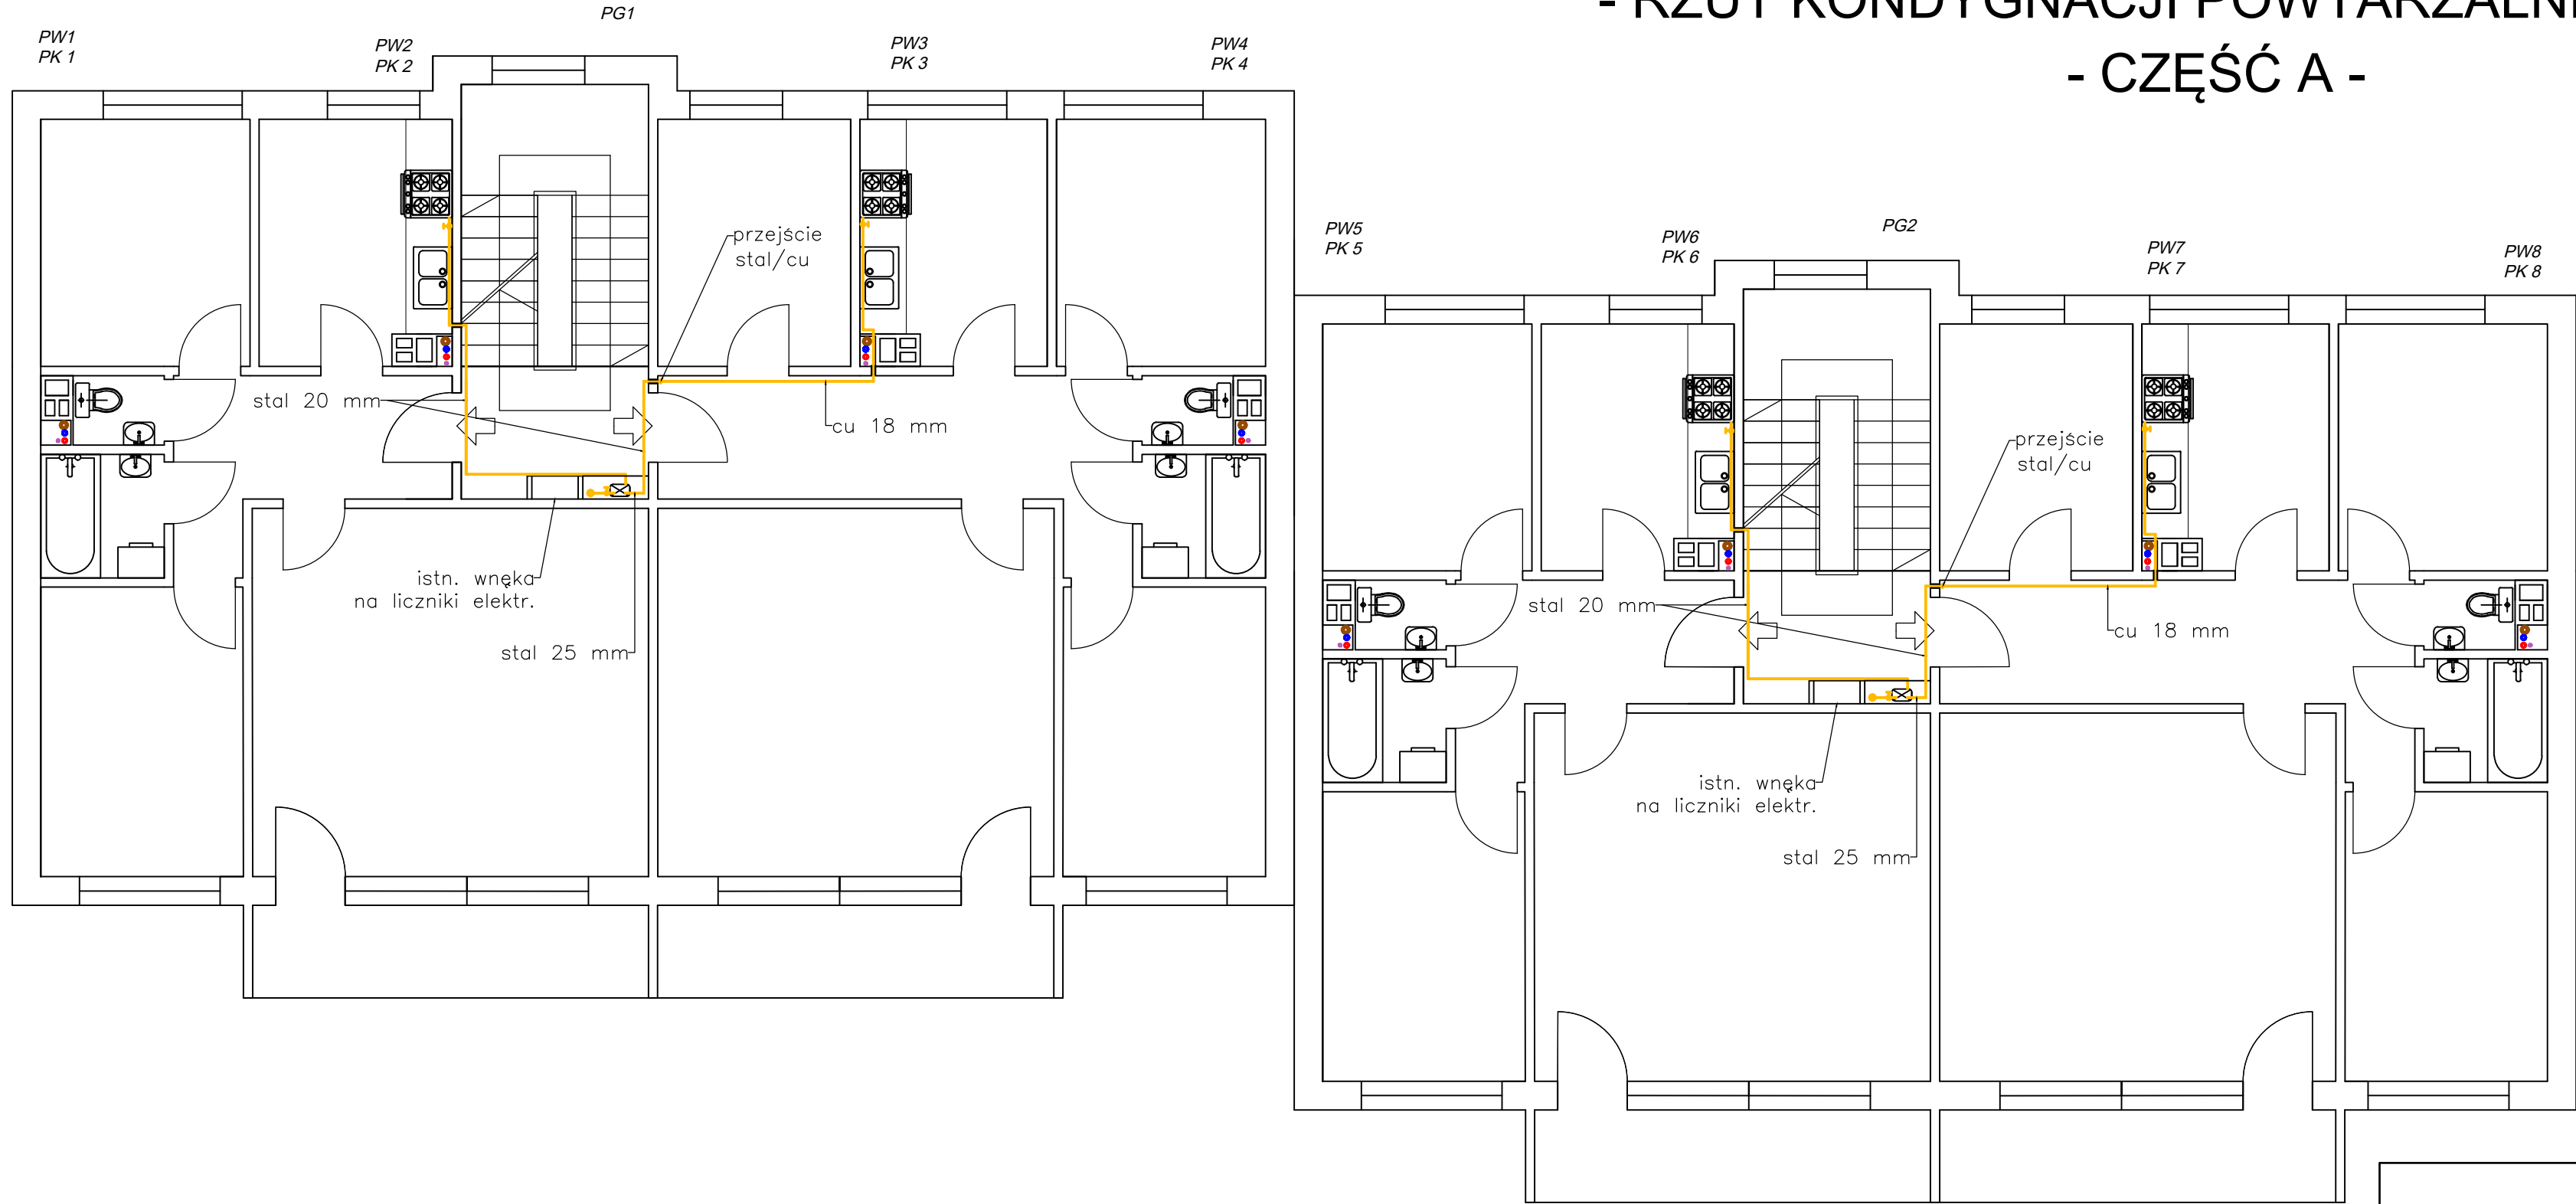 - RZUT KONDYGNACJI
- CZĘŚĆ A -
PG1
PW1
PK 1
PW2
PK 2
PW3
PK 3
PW4
PK 4
przejście
stal/cu
stal 20 mm
cu 18 mm
istn. wnęka
na liczniki elektr.
stal 25 mm
PG2
PW5
PK 5
PW6
PK 6
PW7
PK 7
PW8
PK 8
przejście
stal/cu
stal 20 mm
cu 18 mm
istn. wnęka
na liczniki elektr.
stal 25 mm